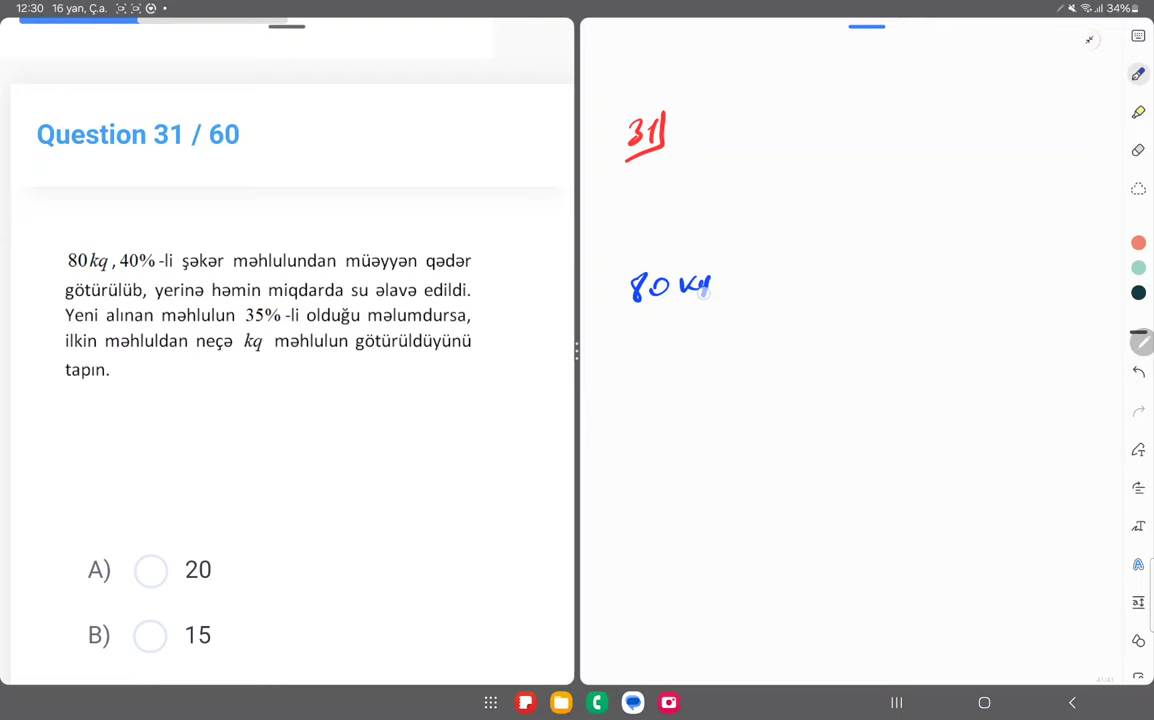 12:30 16 yan, Ç.a. 34%
Question 31 / 60
80 kq, 40% -li şəkər məhlulundan müəyyən qədər
götürülüb, yerinə həmin miqdarda su əlavə edildi.
Yeni alınan məhlulun 35% -li olduğu məlumdursa,
ilkin məhluldan neçə kq məhlulun götürüldüyünü
tapın.
A) 20
B) 15
31
80 kq
41/41